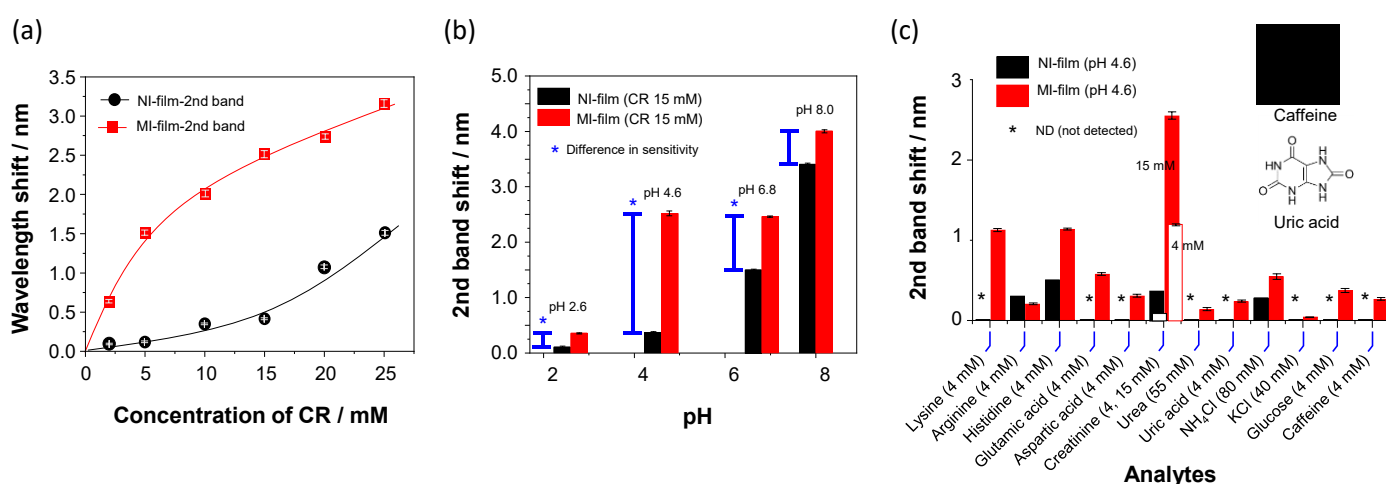 (a)
Wavelength shift / nm
3.5
3.0
2.5
2.0
1.5
1.0
0.5
0.0
NI-film-2nd band
MI-film-2nd band
0 5 10 15 20 25
Concentration of CR / mM
(b)
2nd band shift / nm
5.0
4.0
3.0
2.0
1.0
0.0
NI-film (CR 15 mM)
MI-film (CR 15 mM)
* Difference in sensitivity
pH 2.6
* 
pH 4.6
*
pH 6.8
*
pH 8.0
2 4 6 8
pH
(c)
2nd band shift / nm
3
2
1
0
NI-film (pH 4.6)
MI-film (pH 4.6)
* ND (not detected)
15 mM
4 mM
* * * * * * * *
Caffeine
O
HN
O
N
H
H
N
N
H
O
Uric acid
Lysine (4 mM)
Arginine (4 mM)
Histidine (4 mM)
Glutamic acid (4 mM)
Aspartic acid (4 mM)
Creatinine (4, 15 mM)
Urea (55 mM)
Uric acid (4 mM)
NH4Cl (80 mM)
KCl (40 mM)
Glucose (4 mM)
Caffeine (4 mM)
Analytes